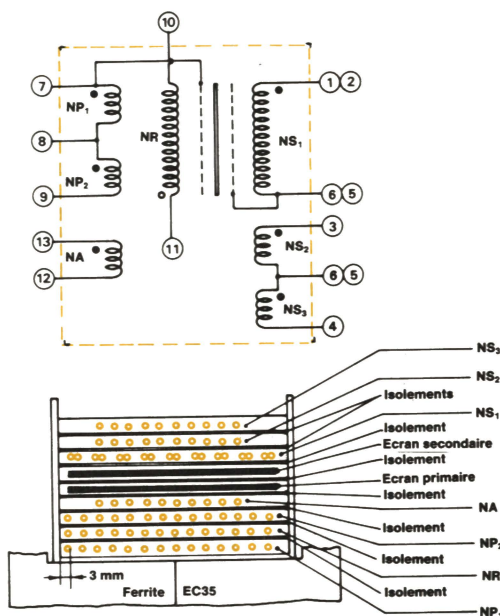 10
7
NP1
8
NP2
9
13
NA
12
NR
11
1 2
NS1
6 5
3
NS2
6 5
NS3
4
NS3
NS2
Isolements
NS1
Isolement
Ecran secondaire
Isolement
Ecran primaire
Isolement
NA
Isolement
Isolement
NR
Isolement
3 mm
Ferrite EC35